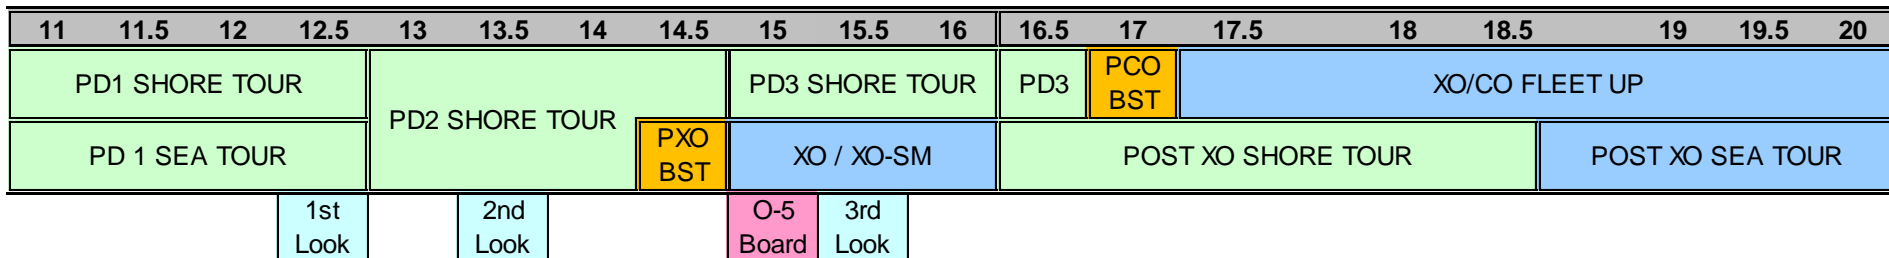 11 11.5 12 12.5 13 13.5 14 14.5 15 15.5 16 16.5 17 17.5 18 18.5 19 19.5 20
PD1 SHORE TOUR
PD2 SHORE TOUR
PD3 SHORE TOUR
PD3
PCO
BST
XO/CO FLEET UP
PD 1 SEA TOUR
PXO
BST
XO / XO-SM
POST XO SHORE TOUR
POST XO SEA TOUR
1st
Look
2nd
Look
O-5
Board
3rd
Look